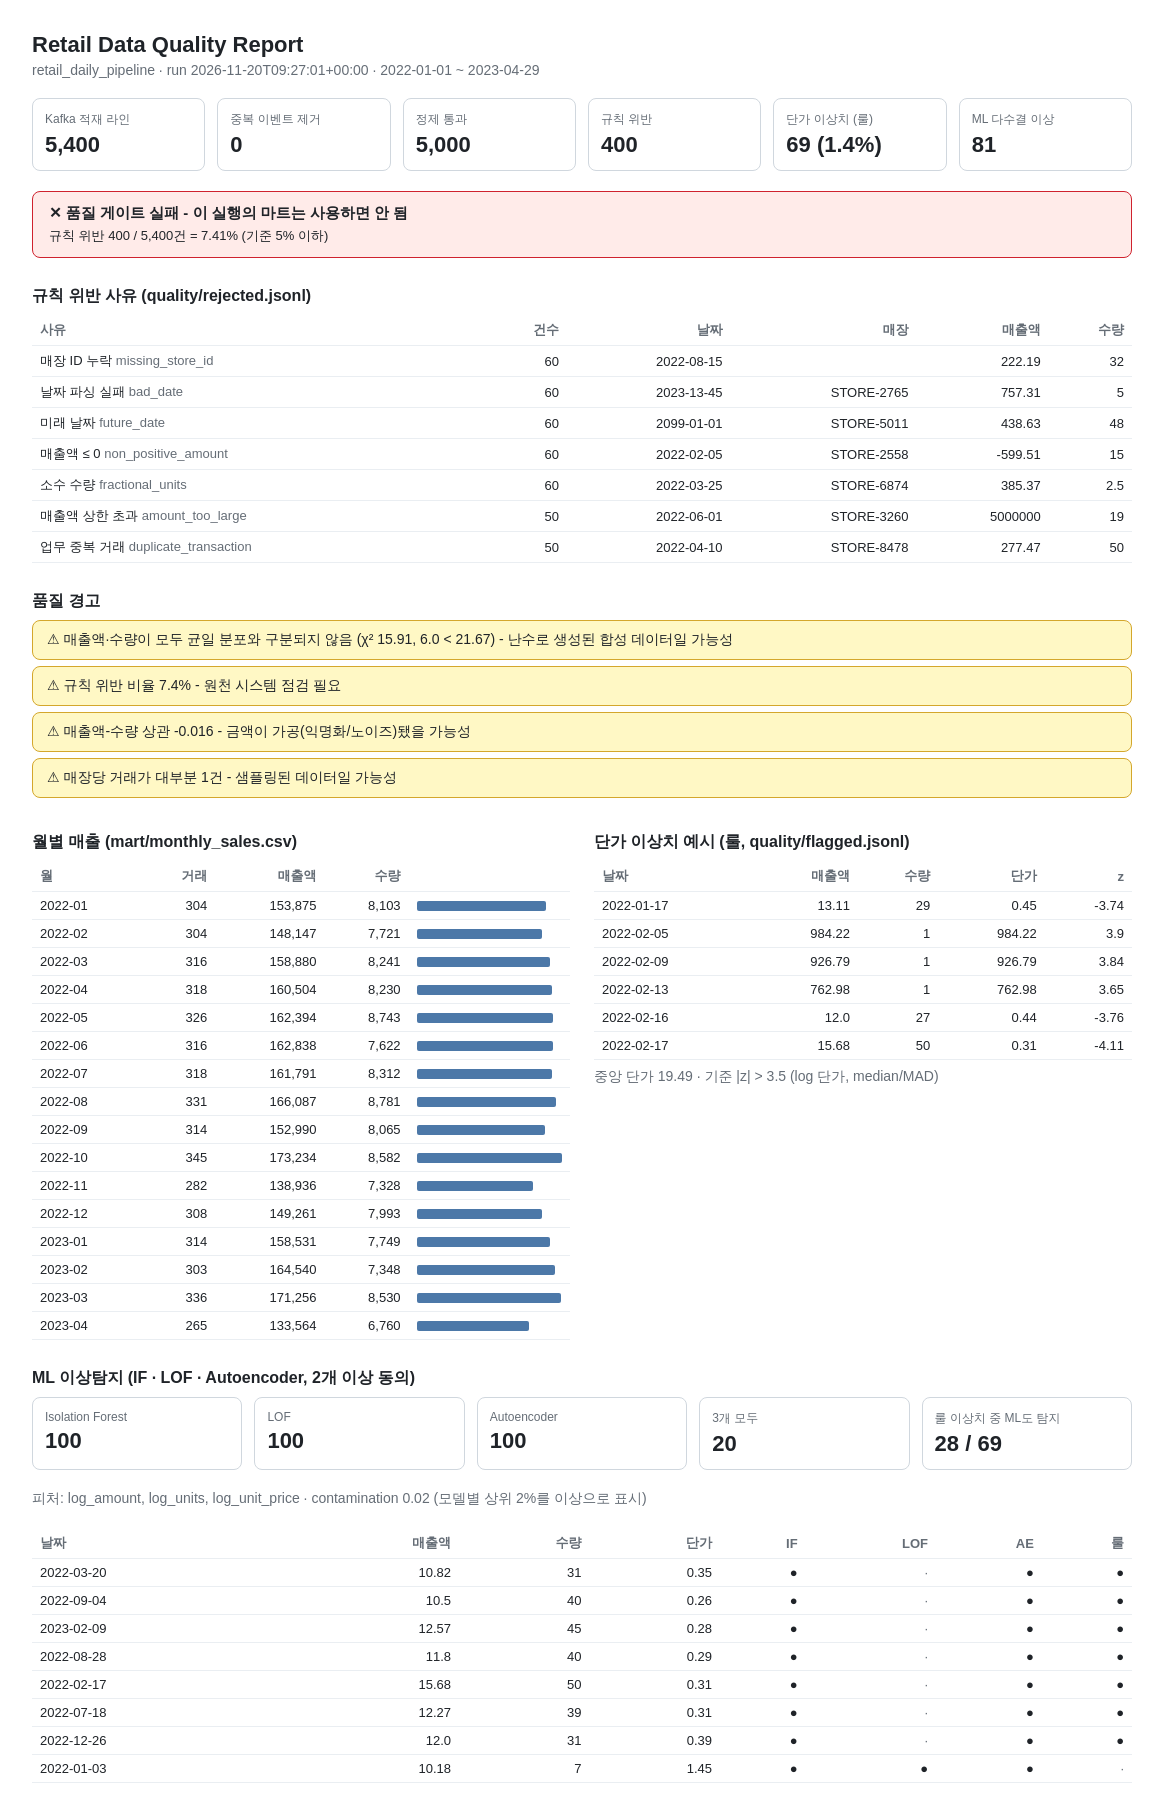 Retail Data Quality Report
retail_daily_pipeline · run 2026-11-20T09:27:01+00:00 · 2022-01-01 ~ 2023-04-29
Kafka 적재 라인 중복 이벤트 제거 정제 통과 규칙 위반 단가 이상치 (룰) ML 다수결 이상
5,400 0 5,000 400 69 (1.4%) 81
✕ 품질 게이트 실패 - 이 실행의 마트는 사용하면 안 됨
규칙 위반 400 / 5,400건 = 7.41% (기준 5% 이하)
규칙 위반 사유 (quality/rejected.jsonl)
사유 건수 날짜 매장 매출액 수량
매장 ID 누락 missing_store_id 60 2022-08-15 222.19 32
날짜 파싱 실패 bad_date 60 2023-13-45 STORE-2765 757.31 5
미래 날짜 future_date 60 2099-01-01 STORE-5011 438.63 48
매출액 ≤ 0 non_positive_amount 60 2022-02-05 STORE-2558 -599.51 15
소수 수량 fractional_units 60 2022-03-25 STORE-6874 385.37 2.5
매출액 상한 초과 amount_too_large 50 2022-06-01 STORE-3260 5000000 19
업무 중복 거래 duplicate_transaction 50 2022-04-10 STORE-8478 277.47 50
품질 경고
⚠ 매출액·수량이 모두 균일 분포와 구분되지 않음 (χ² 15.91, 6.0 < 21.67) - 난수로 생성된 합성 데이터일 가능성
⚠ 규칙 위반 비율 7.4% - 원천 시스템 점검 필요
⚠ 매출액-수량 상관 -0.016 - 금액이 가공(익명화/노이즈)됐을 가능성
⚠ 매장당 거래가 대부분 1건 - 샘플링된 데이터일 가능성
월별 매출 (mart/monthly_sales.csv)
월 거래 매출액 수량
2022-01 304 153,875 8,103
2022-02 304 148,147 7,721
2022-03 316 158,880 8,241
2022-04 318 160,504 8,230
2022-05 326 162,394 8,743
2022-06 316 162,838 7,622
2022-07 318 161,791 8,312
2022-08 331 166,087 8,781
2022-09 314 152,990 8,065
2022-10 345 173,234 8,582
2022-11 282 138,936 7,328
2022-12 308 149,261 7,993
2023-01 314 158,531 7,749
2023-02 303 164,540 7,348
2023-03 336 171,256 8,530
2023-04 265 133,564 6,760
단가 이상치 예시 (룰, quality/flagged.jsonl)
날짜 매출액 수량 단가 z
2022-01-17 13.11 29 0.45 -3.74
2022-02-05 984.22 1 984.22 3.9
2022-02-09 926.79 1 926.79 3.84
2022-02-13 762.98 1 762.98 3.65
2022-02-16 12.0 27 0.44 -3.76
2022-02-17 15.68 50 0.31 -4.11
중앙 단가 19.49 · 기준 |z| > 3.5 (log 단가, median/MAD)
ML 이상탐지 (IF · LOF · Autoencoder, 2개 이상 동의)
Isolation Forest LOF Autoencoder 3개 모두 룰 이상치 중 ML도 탐지
100 100 100 20 28 / 69
피처: log_amount, log_units, log_unit_price · contamination 0.02 (모델별 상위 2%를 이상으로 표시)
날짜 매출액 수량 단가 IF LOF AE 룰
2022-03-20 10.82 31 0.35 ● · ● ●
2022-09-04 10.5 40 0.26 ● · ● ●
2023-02-09 12.57 45 0.28 ● · ● ●
2022-08-28 11.8 40 0.29 ● · ● ●
2022-02-17 15.68 50 0.31 ● · ● ●
2022-07-18 12.27 39 0.31 ● · ● ●
2022-12-26 12.0 31 0.39 ● · ● ●
2022-01-03 10.18 7 1.45 ● ● ● ·